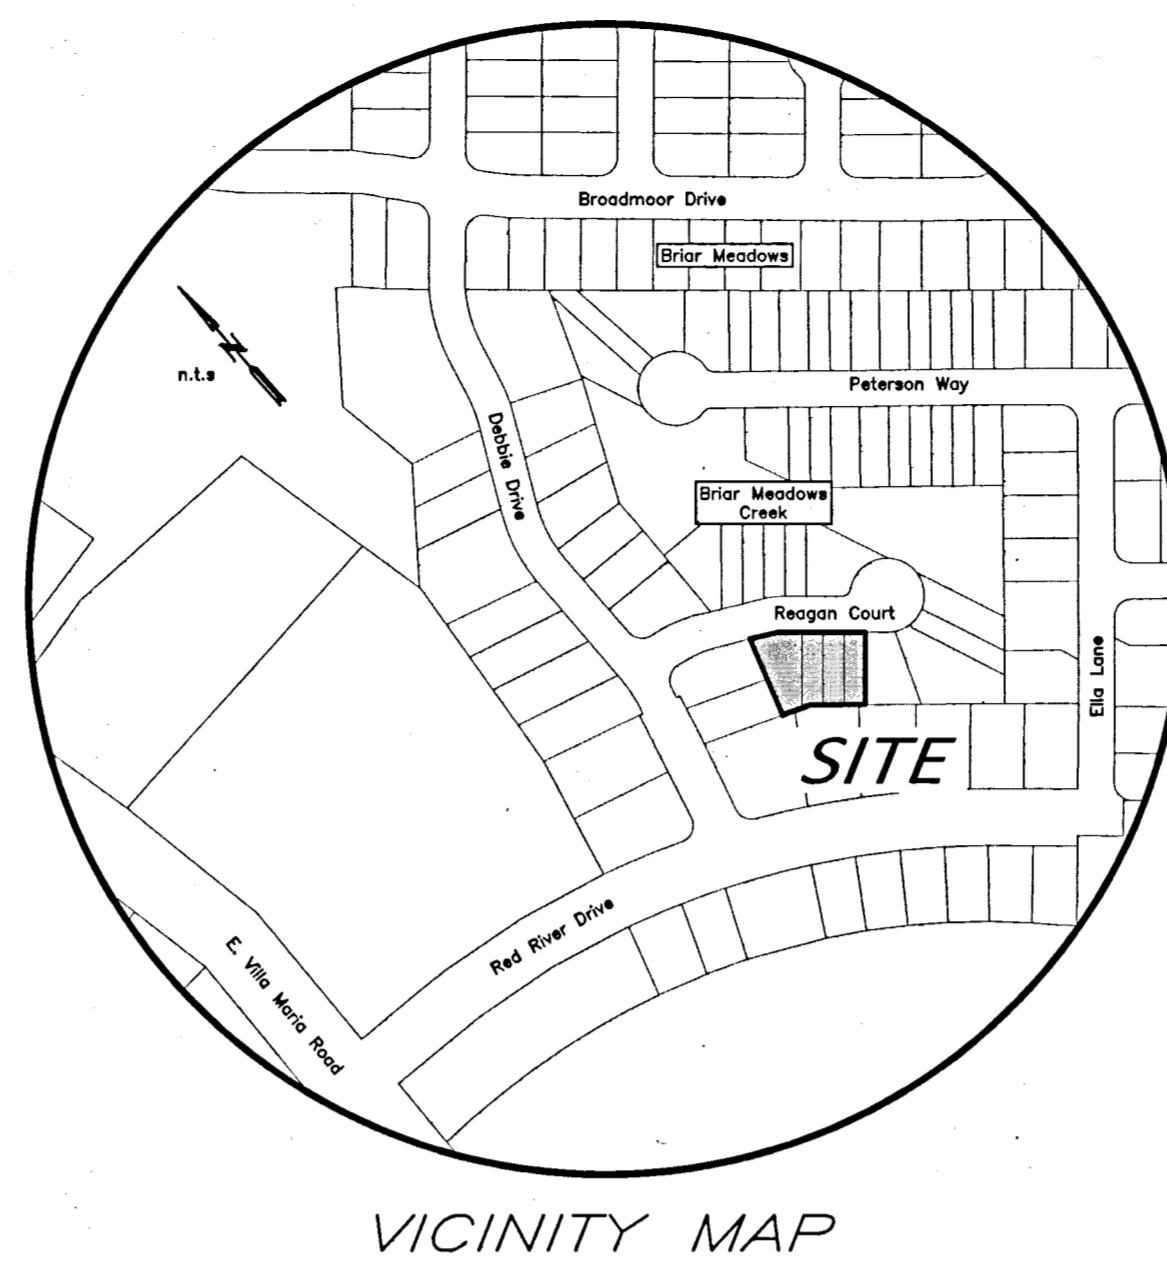 Broadmoor Drive
Briar Meadows
N
n.t.s
Peterson Way
Debbie Drive
Briar Meadows
Creek
Reagan Court
Ella Lane
SITE
Red River Drive
E. Villa Maria Road
VICINITY MAP